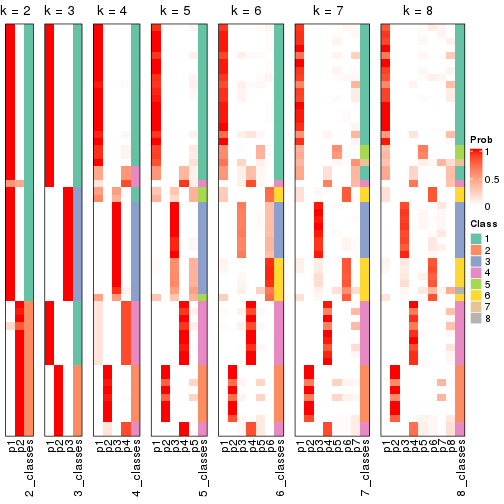 k = 2 k = 3 k = 4 k = 5 k = 6 k = 7 k = 8
Prob
1
0.5
0
Class
1
2
3
4
5
6
7
8
p1 p2 2_classes
p1 p2 p3 3_classes
p1 p2 p3 p4 4_classes
p1 p2 p3 p4 p5 5_classes
p1 p2 p3 p4 p5 p6 6_classes
p1 p2 p3 p4 p5 p6 p7 7_classes
p1 p2 p3 p4 p5 p6 p7 p8 8_classes